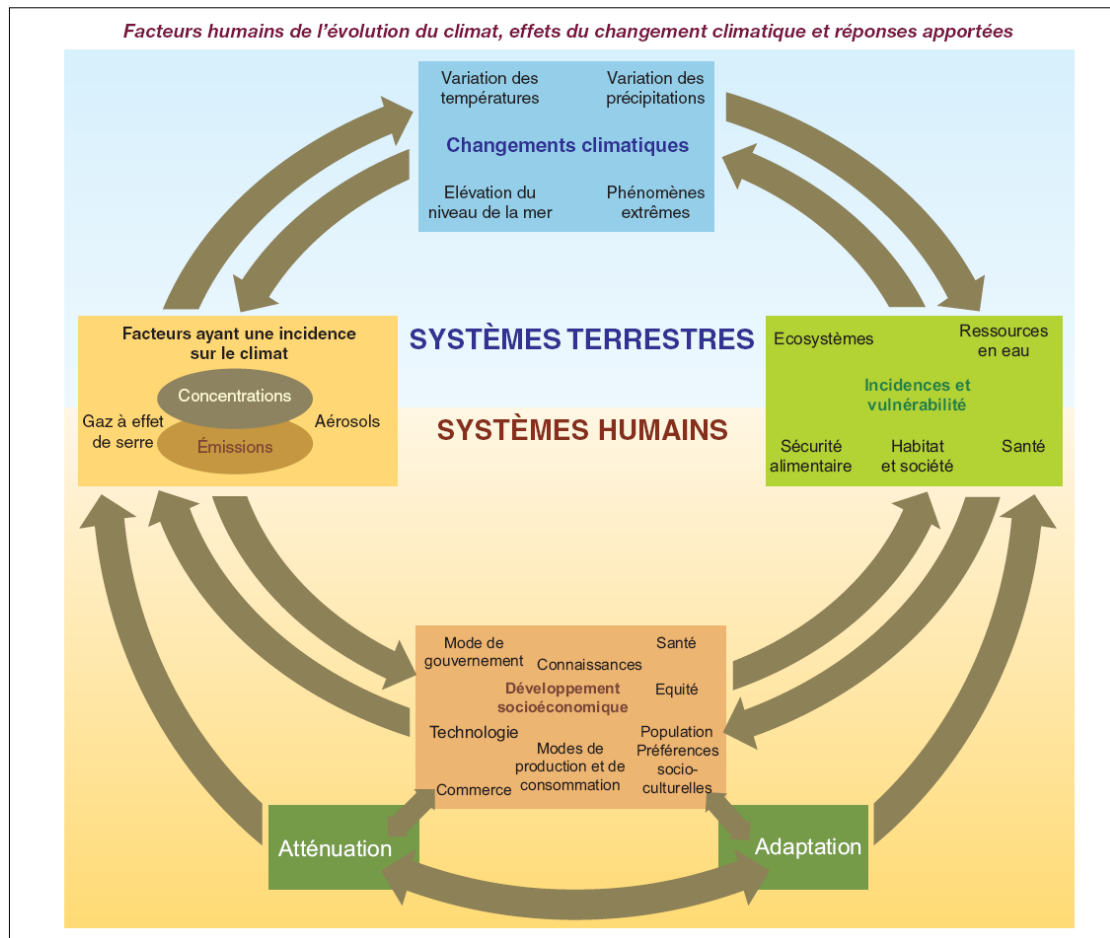 Facteurs humains de l'évolution du climat, effets du changement climatique et réponses apportées
Variation des
températures
Variation des
précipitations
Changements climatiques
Elévation du
niveau de la mer
Phénomènes
extrêmes
Facteurs ayant une incidence
sur le climat
Concentrations
Gaz à effet
de serre
Aérosols
Émissions
SYSTÈMES TERRESTRES
SYSTÈMES HUMAINS
Ecosystèmes
Ressources
en eau
Incidences et
vulnérabilité
Sécurité
alimentaire
Habitat
et société
Santé
Mode de
gouvernement
Connaissances
Santé
Développement
socioéconomique
Equité
Technologie
Modes de
production et de
consommation
Population
Préférences
socio-
culturelles
Commerce
Atténuation
Adaptation